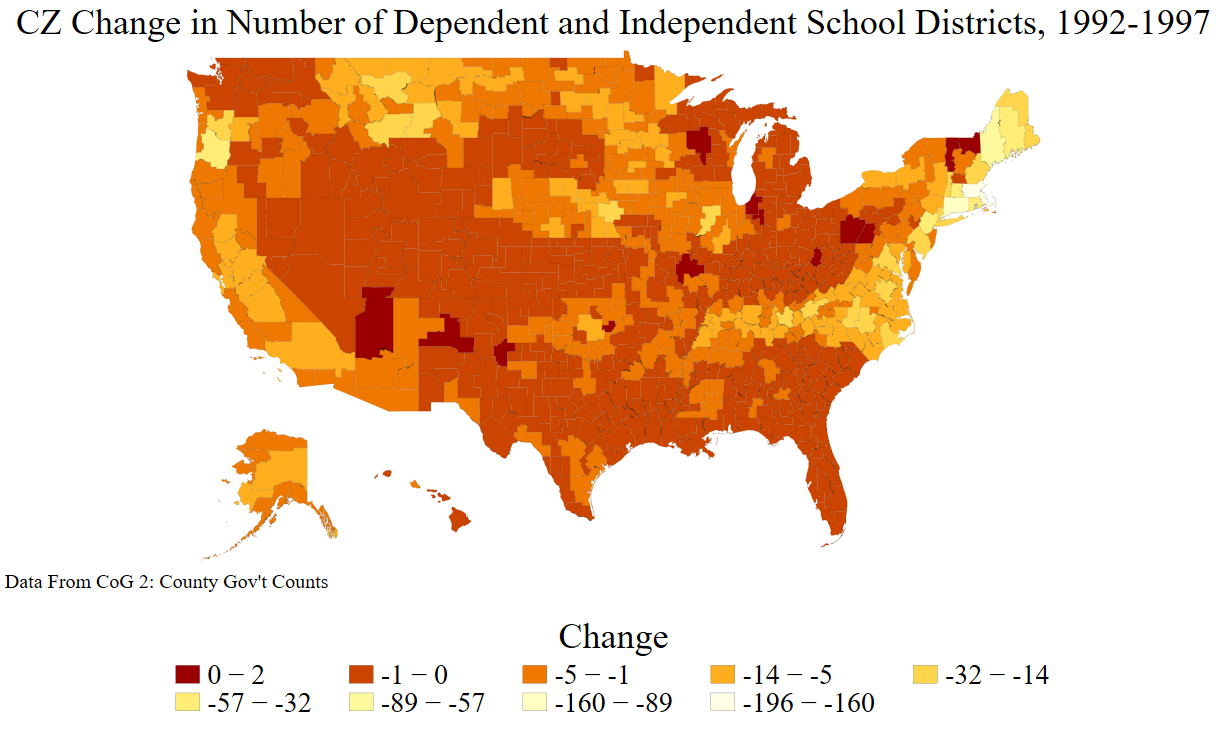 CZ Change in Number of Dependent and Independent School Districts, 1992-1997
Data From CoG 2: County Gov't Counts
Change
0 − 2
-1 − 0
-5 − -1
-14 − -5
-32 − -14
-57 − -32
-89 − -57
-160 − -89
-196 − -160